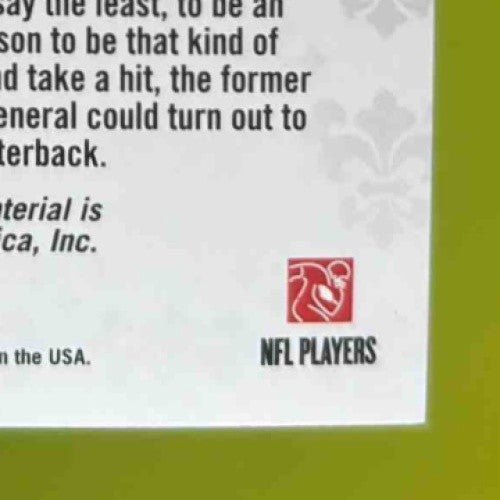 say the least, to be an
son to be that kind of
nd take a hit, the former
eneral could turn out to
terback.
terial is
ica, Inc.
n the USA.
NFL PLAYERS